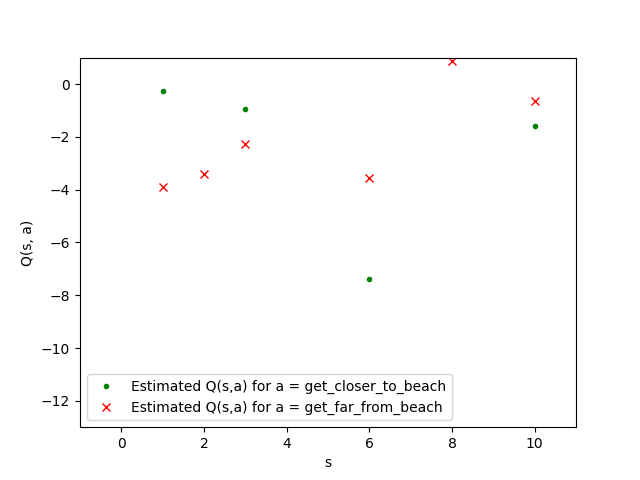 0
−2
−4
−6
−8
−10
−12
Q(s, a)
Estimated Q(s,a) for a = get_closer_to_beach
Estimated Q(s,a) for a = get_far_from_beach
0 2 4 6 8 10
s